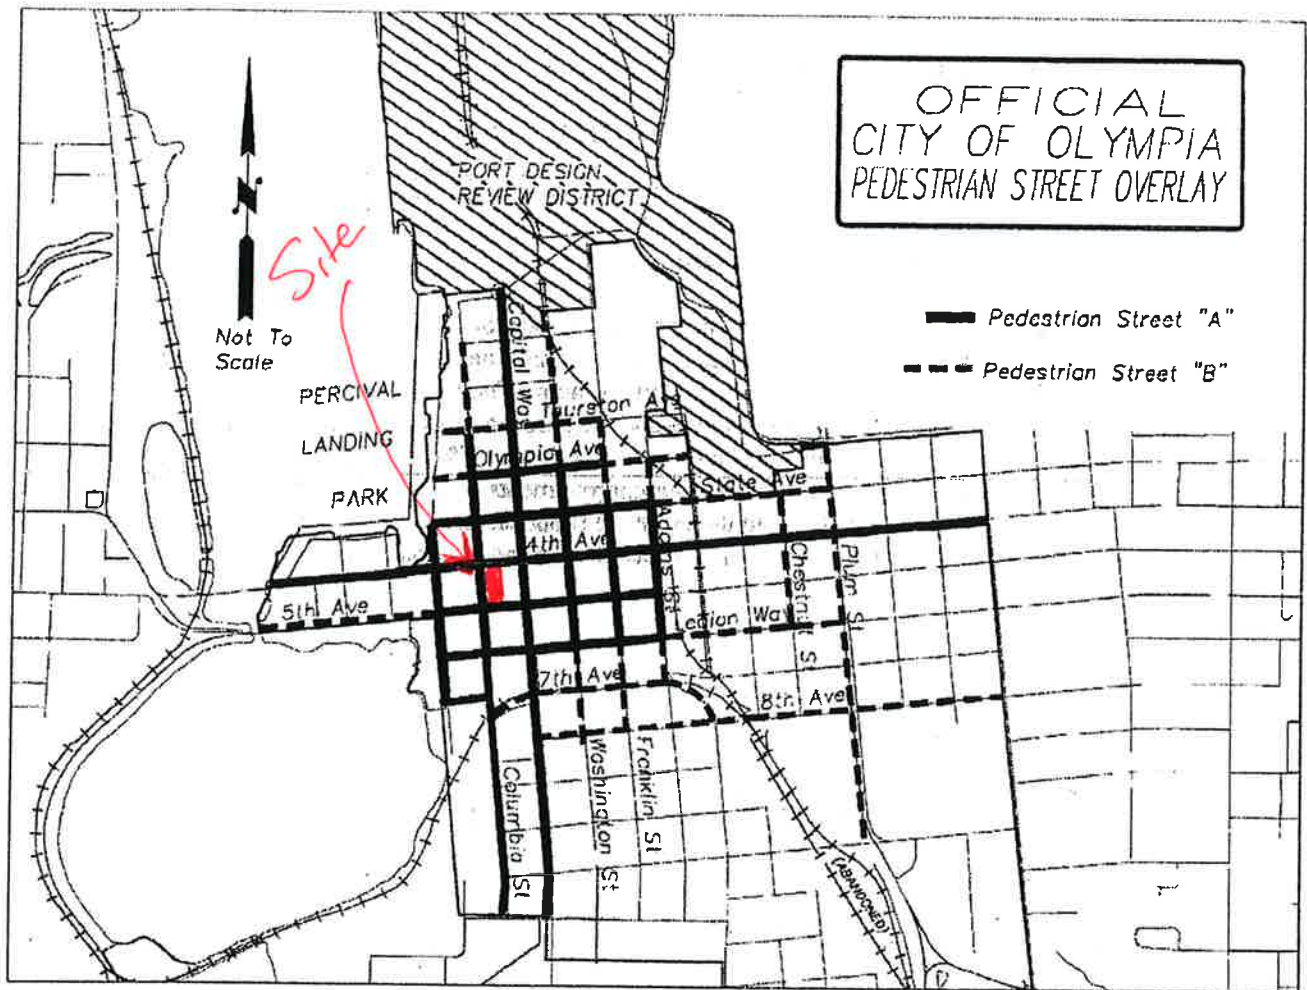 OFFICIAL
CITY OF OLYMPIA
PEDESTRIAN STREET OVERLAY
PORT DESIGN
REVIEW DISTRICT
Site
Not To
Scale
Pedestrian Street "A"
Pedestrian Street "B"
PERCIVAL
LANDING
PARK
Capital Way
Thurston Av
Olympia Ave
State Ave
4th Ave
Adams St
Chestnut St
Plum St
5th Ave
Way
7th Ave
8th Ave
Columbia St
Washington St
Franklin St
(ABANDONED)